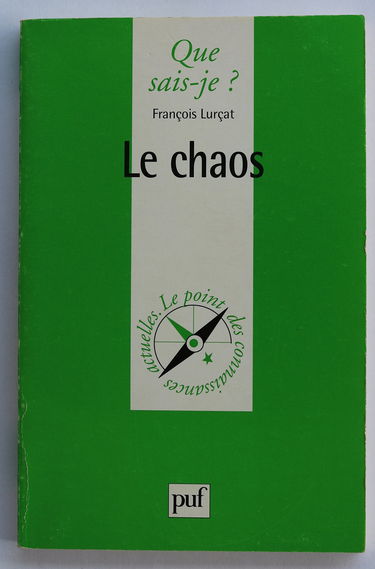 Que
sais-je ?
François Lurçat
Le chaos
Le point des connaissances actuelles.
puf